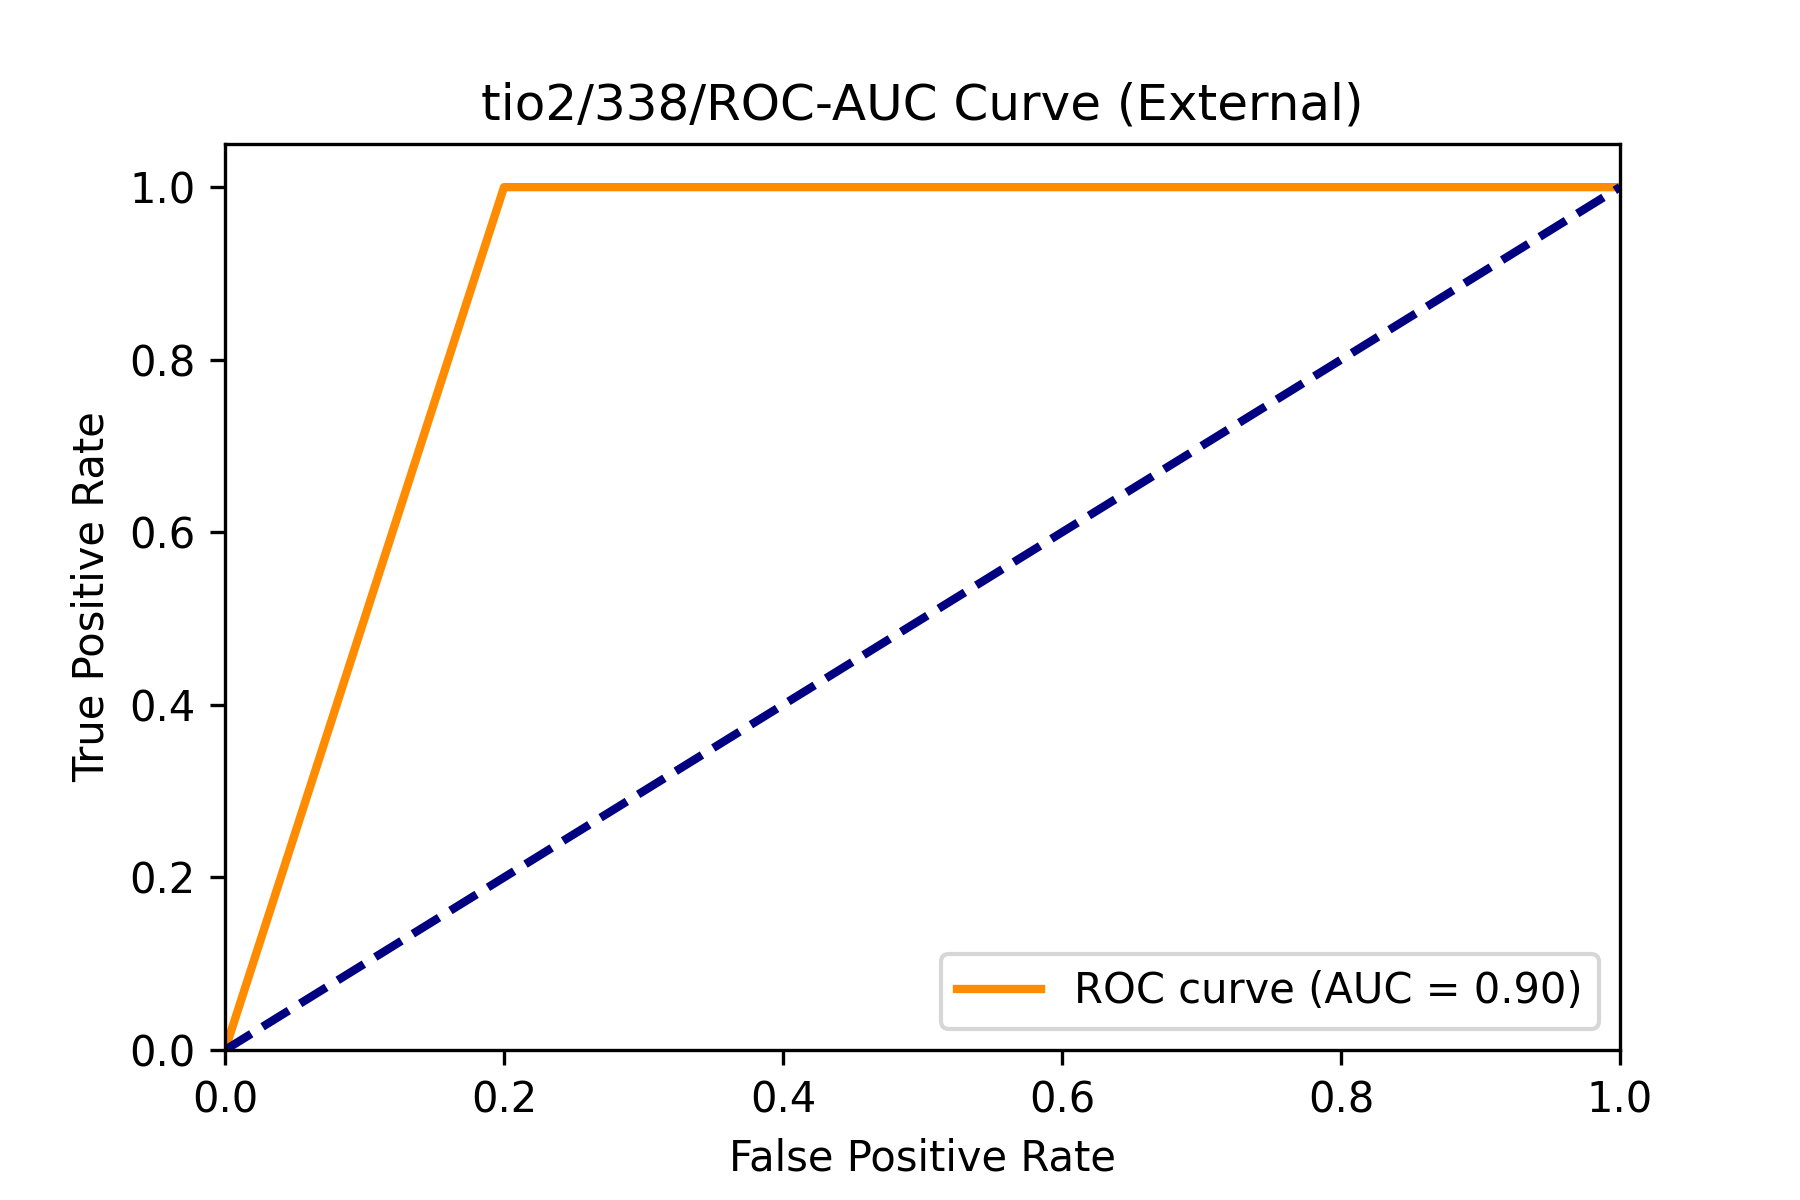 tio2/338/ROC-AUC Curve (External)
True Positive Rate
1.0
0.8
0.6
0.4
0.2
0.0
ROC curve (AUC = 0.90)
0.0 0.2 0.4 0.6 0.8 1.0
False Positive Rate